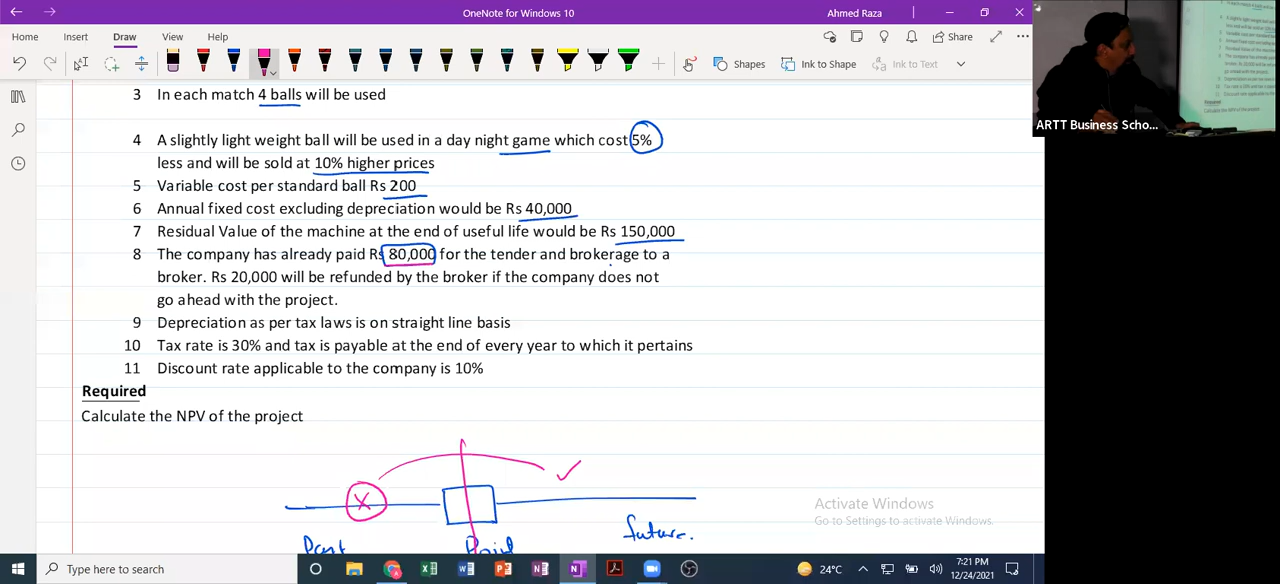 OneNote for Windows 10
Ahmed Raza
Home Insert Draw View Help
Share
Shapes Ink to Shape Ink to Text
ARTT Business Scho...
3 In each match 4 balls will be used
4 A slightly light weight ball will be used in a day night game which cost 5%
less and will be sold at 10% higher prices
5 Variable cost per standard ball Rs 200
6 Annual fixed cost excluding depreciation would be Rs 40,000
7 Residual Value of the machine at the end of useful life would be Rs 150,000
8 The company has already paid Rs 80,000 for the tender and brokerage to a
broker. Rs 20,000 will be refunded by the broker if the company does not
go ahead with the project.
9 Depreciation as per tax laws is on straight line basis
10 Tax rate is 30% and tax is payable at the end of every year to which it pertains
11 Discount rate applicable to the company is 10%
Required
Calculate the NPV of the project
X
Past Point future.
Activate Windows
Go to Settings to activate Windows.
Type here to search
24°C
7:21 PM
12/24/2021